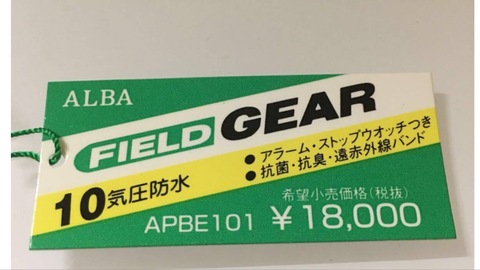 ALBA
FIELD GEAR
・アラーム・ストップウオッチつき
・抗菌・抗臭・遠赤外線バンド
10気圧防水
希望小売価格(税抜)
APBE101 ¥18,000